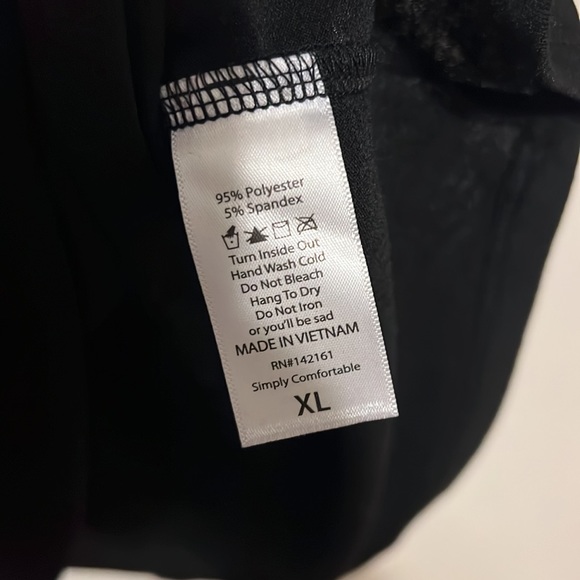 95% Polyester
5% Spandex
Turn Inside Out
Hand Wash Cold
Do Not Bleach
Hang To Dry
Do Not Iron
or you'll be sad
MADE IN VIETNAM
RN#142161
Simply Comfortable
XL